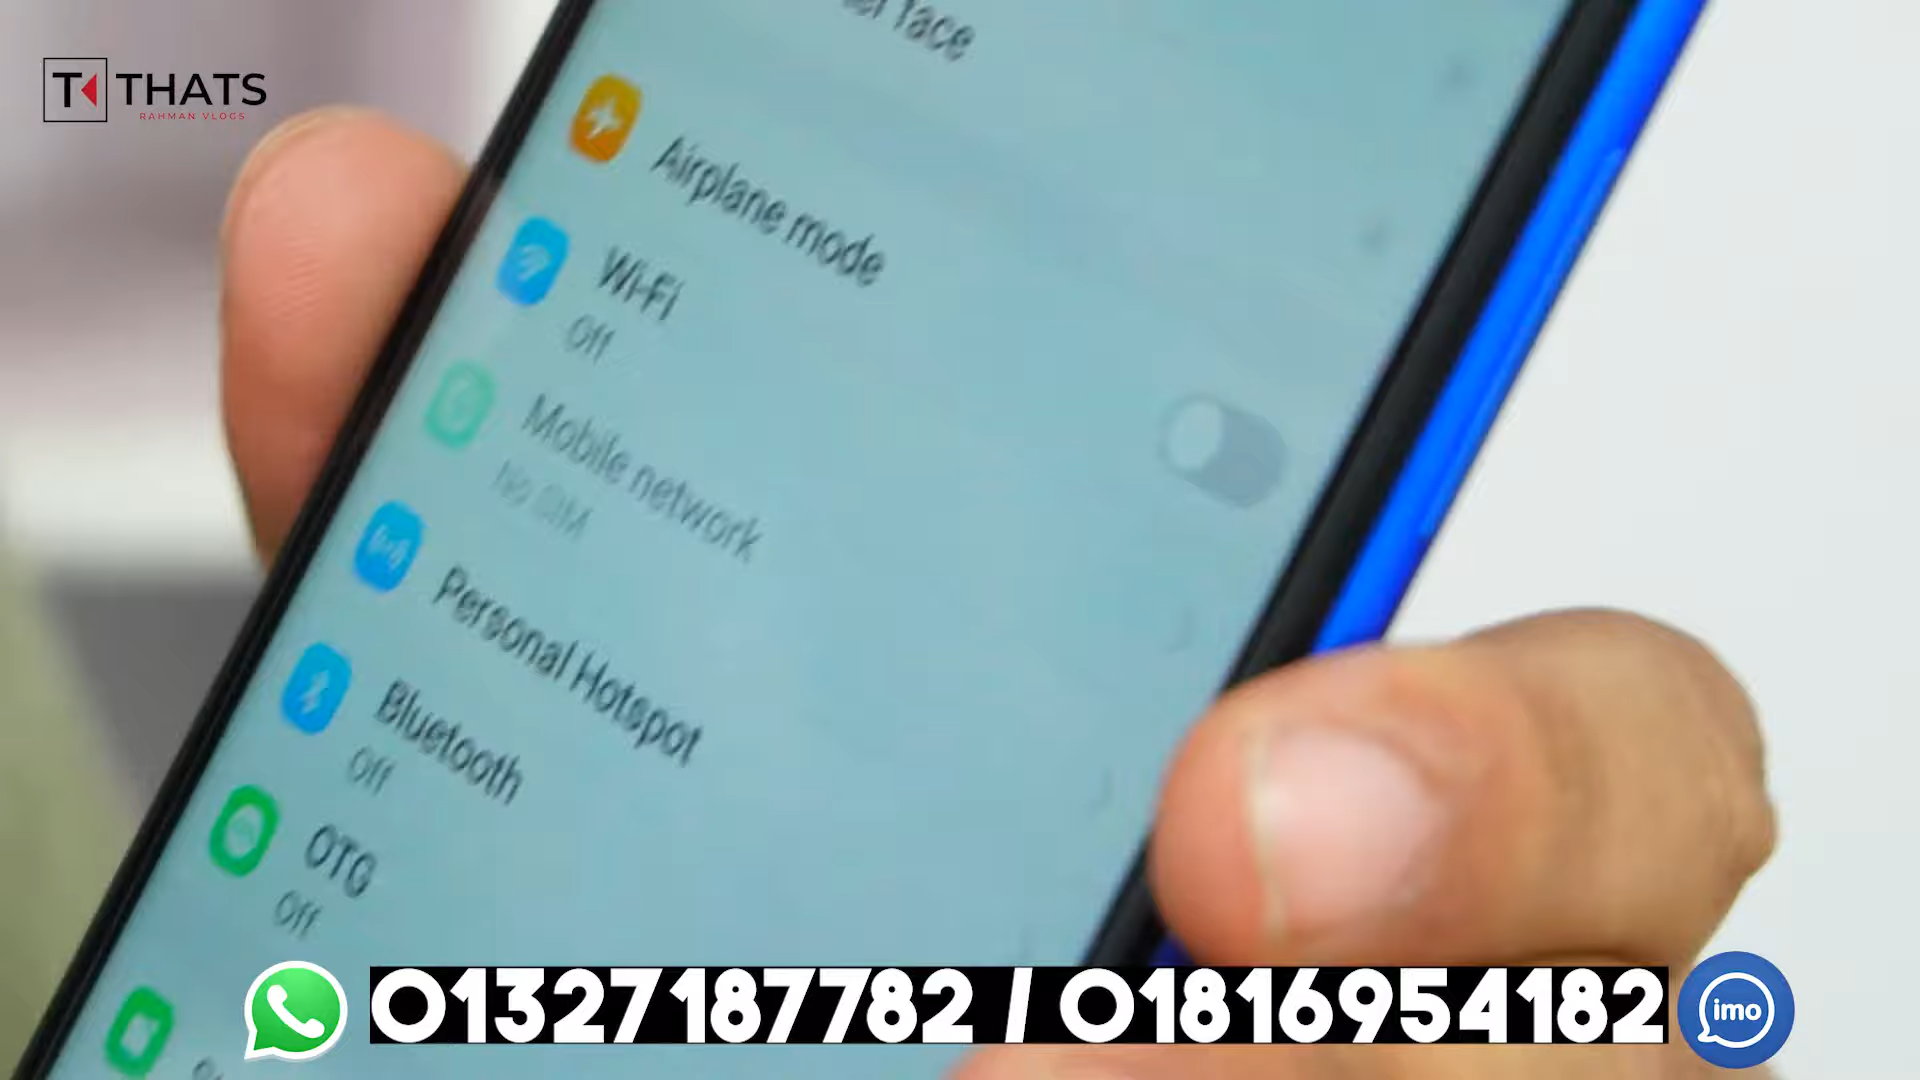 THATS
RAHMAN VLOGS
face
Airplane mode
Wi-Fi
Off
Mobile network
No SIM
Personal Hotspot
Bluetooth
Off
OTG
Off
01327187782 / 01816954182
imo